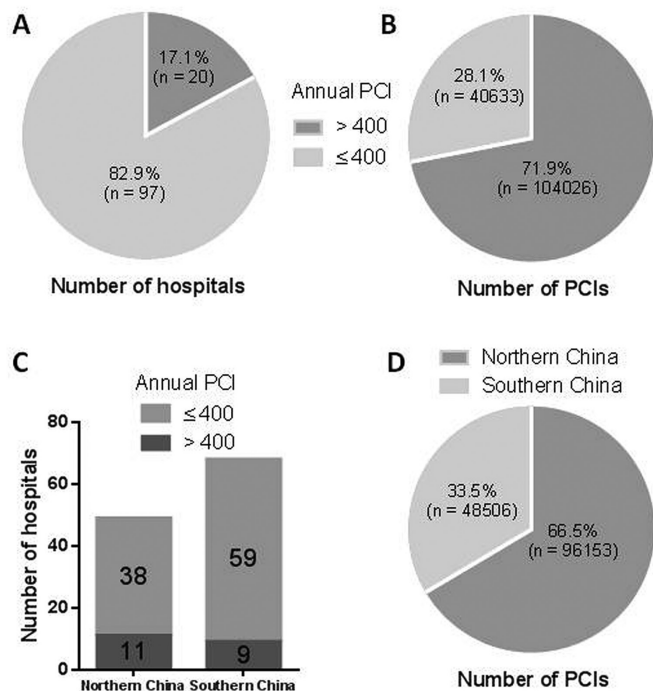 A
17.1%
(n = 20)
82.9%
(n = 97)
Number of hospitals
Annual PCI
> 400
≤400
B
28.1%
(n = 40633)
71.9%
(n = 104026)
Number of PCIs
C
Annual PCI
≤400
> 400
Number of hospitals
80
60
40
20
0
38
11
59
9
Northern China
Southern China
D
Northern China
Southern China
33.5%
(n = 48506)
66.5%
(n = 96153)
Number of PCIs